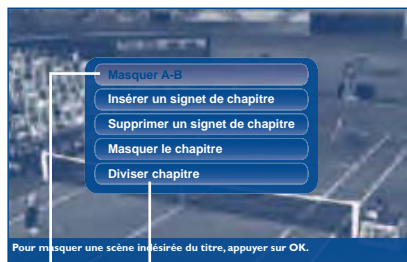 Masquer A-B
Insérer un signet de chapitre
Supprimer un signet de chapitre
Masquer le chapitre
Diviser chapitre
Pour masquer une scène indésirée du titre, appuyer sur OK.